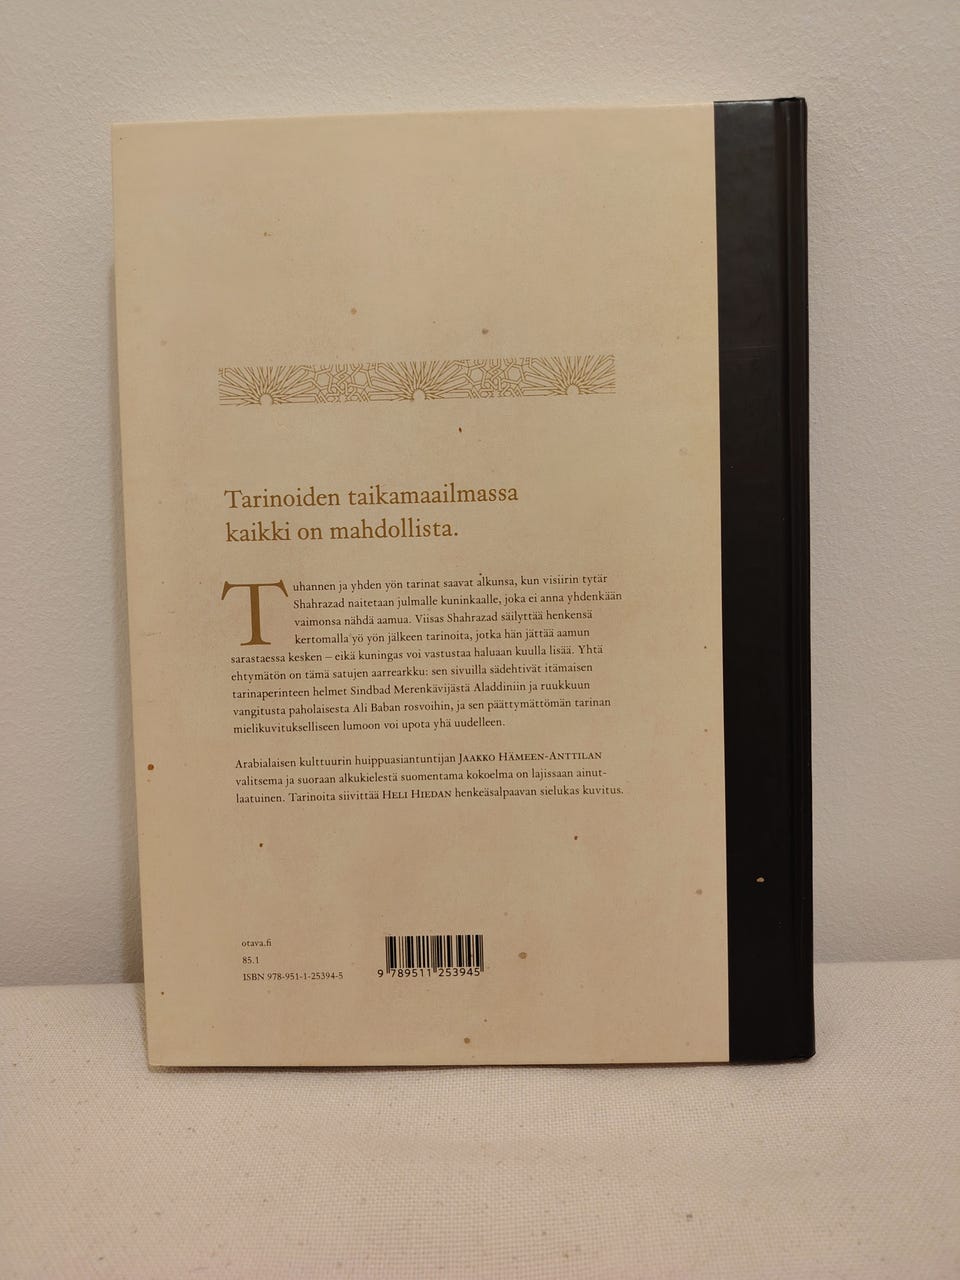 Tarinoiden taikamaailmassa
kaikki on mahdollista.
Tuhannen ja yhden yön tarinat saavat alkunsa, kun visiirin tytär
Shahrazad naitetaan julmalle kuninkaalle, joka ei anna yhdenkään
vaimonsa nähdä aamua. Viisas Shahrazad säilyttää henkensä
kertomalla yö yön jälkeen tarinoita, jotka hän jättää aamun
sarastaessa kesken – eikä kuningas voi vastustaa haluaan kuulla lisää. Yhtä
ehtymätön on tämä satujen aarrearkku: sen sivuilla sädehtivät itämaisen
tarinaperinteen helmet Sindbad Merenkävijästä Aladdiniin ja ruukkuun
vangitusta paholaisesta Ali Baban rosvoihin, ja sen päättymättömän tarinan
mielikuvitukselliseen lumoon voi upota yhä uudelleen.
Arabialaisen kulttuurin huippuasiantuntijan JAAKKO HÄMEEN-ANTTILAN
valitsema ja suoraan alkukielestä suomentama kokoelma on lajissaan ainut-
laatuinen. Tarinoita siivittää HELI HIEDAN henkeäsalpaavan sielukas kuvitus.
otava.fi
85.1
ISBN 978-951-1-25394-5
9 789511 253945